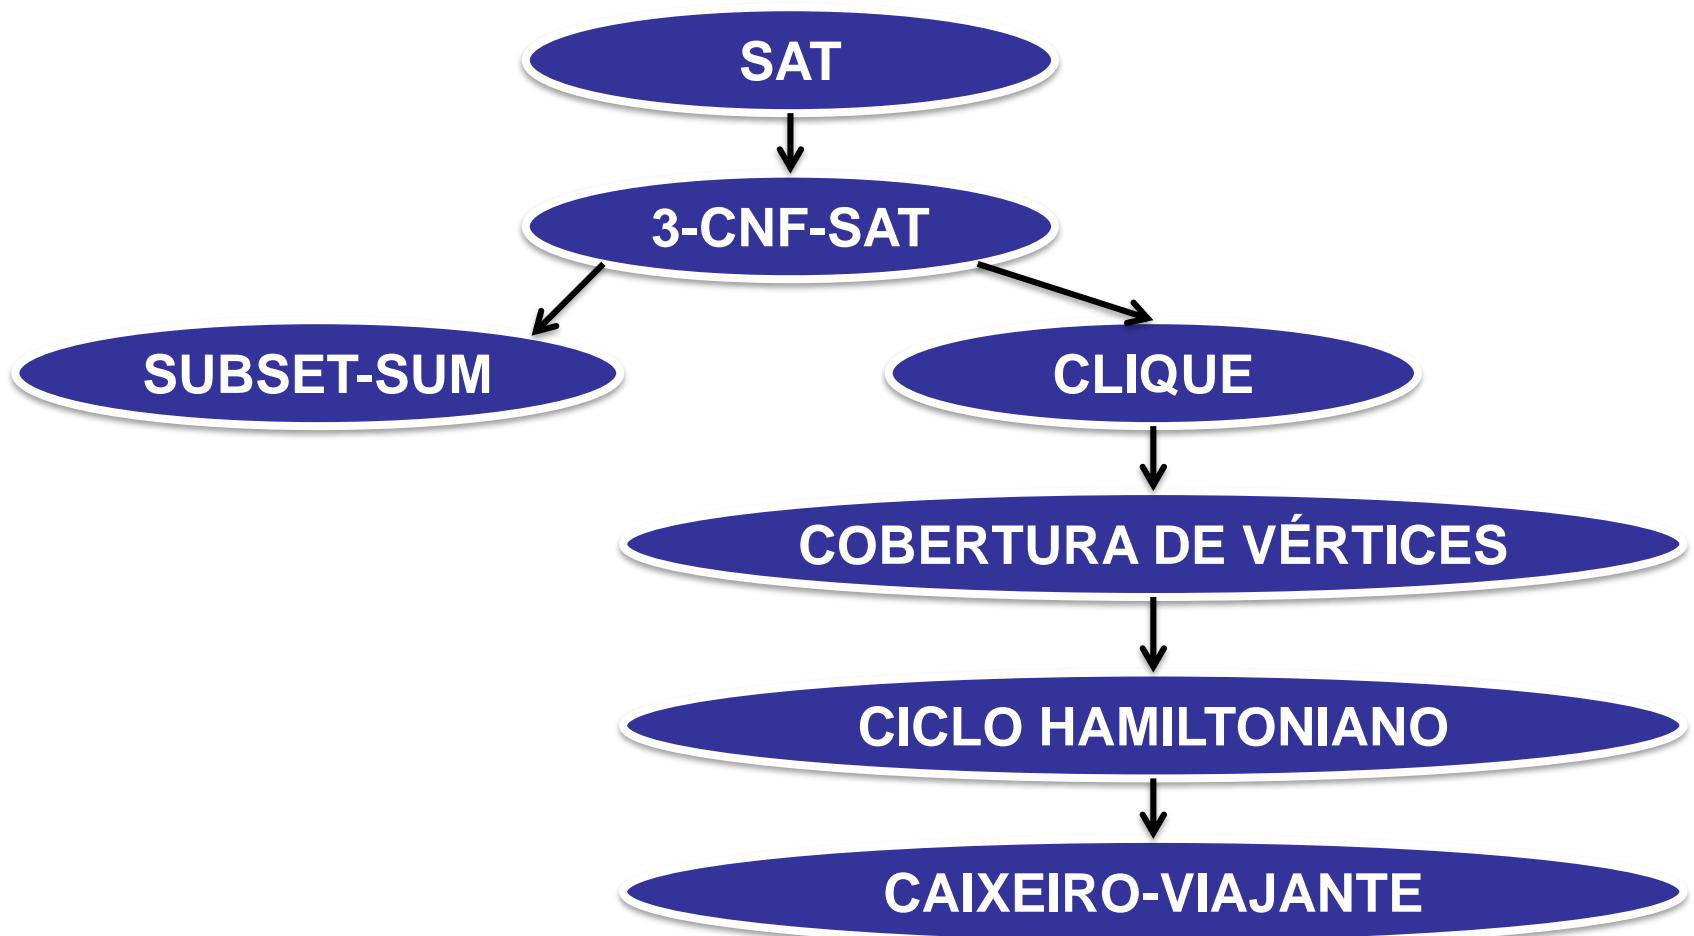 SAT
3-CNF-SAT
SUBSET-SUM
CLIQUE
COBERTURA DE VÉRTICES
CICLO HAMILTONIANO
CAIXEIRO-VIAJANTE